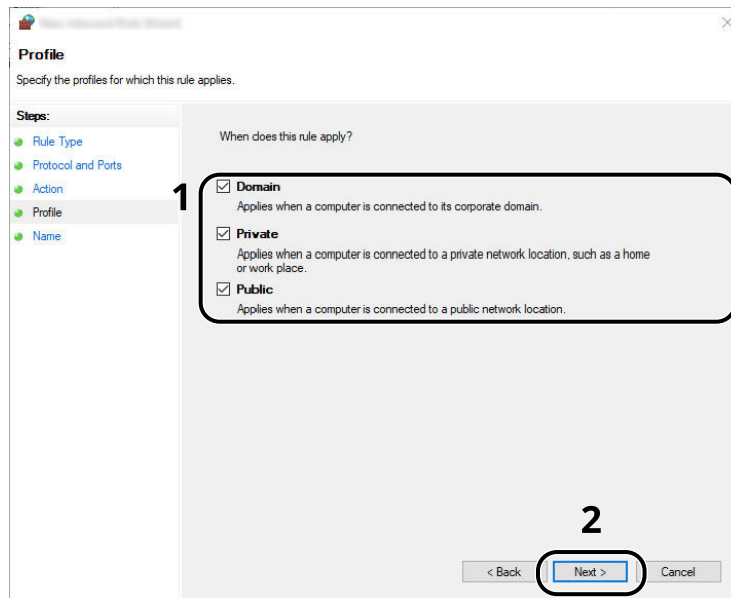 Profile
Specify the profiles for which this rule applies.
Steps:
Rule Type
Protocol and Ports
Action
Profile
Name
When does this rule apply?
1
Domain
Applies when a computer is connected to its corporate domain.
Private
Applies when a computer is connected to a private network location, such as a home
or work place.
Public
Applies when a computer is connected to a public network location.
2
< Back
Next >
Cancel